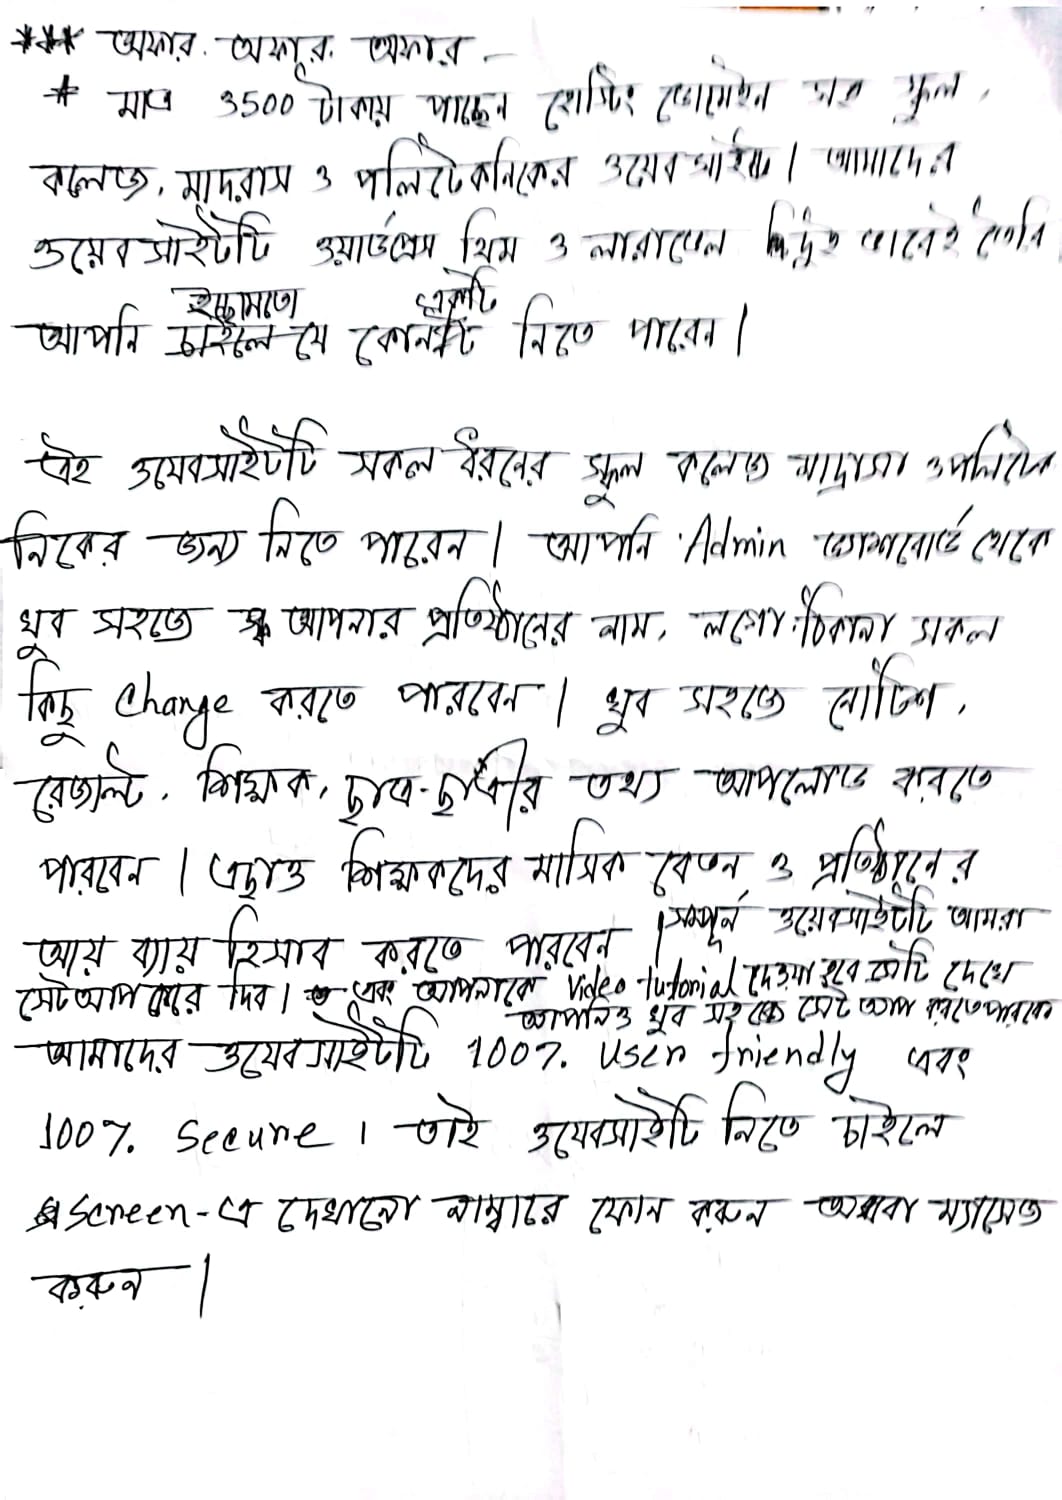 *** অফার. অফার. অফার.
* মাত্র 3500 টাকায় পাচ্ছেন হোস্টিং ডোমেইন সহ স্কুল,
কলেজ, মাদরাস ও পলিটেকনিকের ওয়েবসাইট। আমাদের
ওয়েবসাইটটি ওয়ার্ডপ্রেস থিম ও লারাভেল দুই ভাবেই তৈরি
ইচ্ছামতো একটি
আপনি চাইলে যে কোন নিতে পারেন।
এই ওয়েবসাইটটি সকল ধরনের স্কুল কলেজ মাদ্রাসা ও পলিটেক
নিকের জন্য নিতে পারেন। আপনি Admin ড্যাশবোর্ড থেকে
খুব সহজে আপনার প্রতিষ্ঠানের নাম, লগো, ঠিকানা সকল
কিছু Change করতে পারবেন। খুব সহজে নোটিশ,
রেজাল্ট, শিক্ষক, ছাত্র-ছাত্রীর তথ্য আপলোড করতে
পারবেন। এছাড়া শিক্ষকদের মাসিক বেতন ও প্রতিষ্ঠানের
আয় ব্যায় হিসাব করতে পারবেন। সম্পূর্ন ওয়েবসাইটটি আমরা
সেটআপ করে দিব। এবং আপনাকে Video tutorial দেওয়া হবে সেটি দেখে
আপনিও খুব সহজে সেট আপ করতে পারবেন
আমাদের ওয়েবসাইটটি 100% User friendly এবং
100% Secure। তাই ওয়েবসাইটি নিতে চাইলে
Screen-এ দেখানো নাম্বারে ফোন করুন অথবা ম্যাসেজ
করুন।